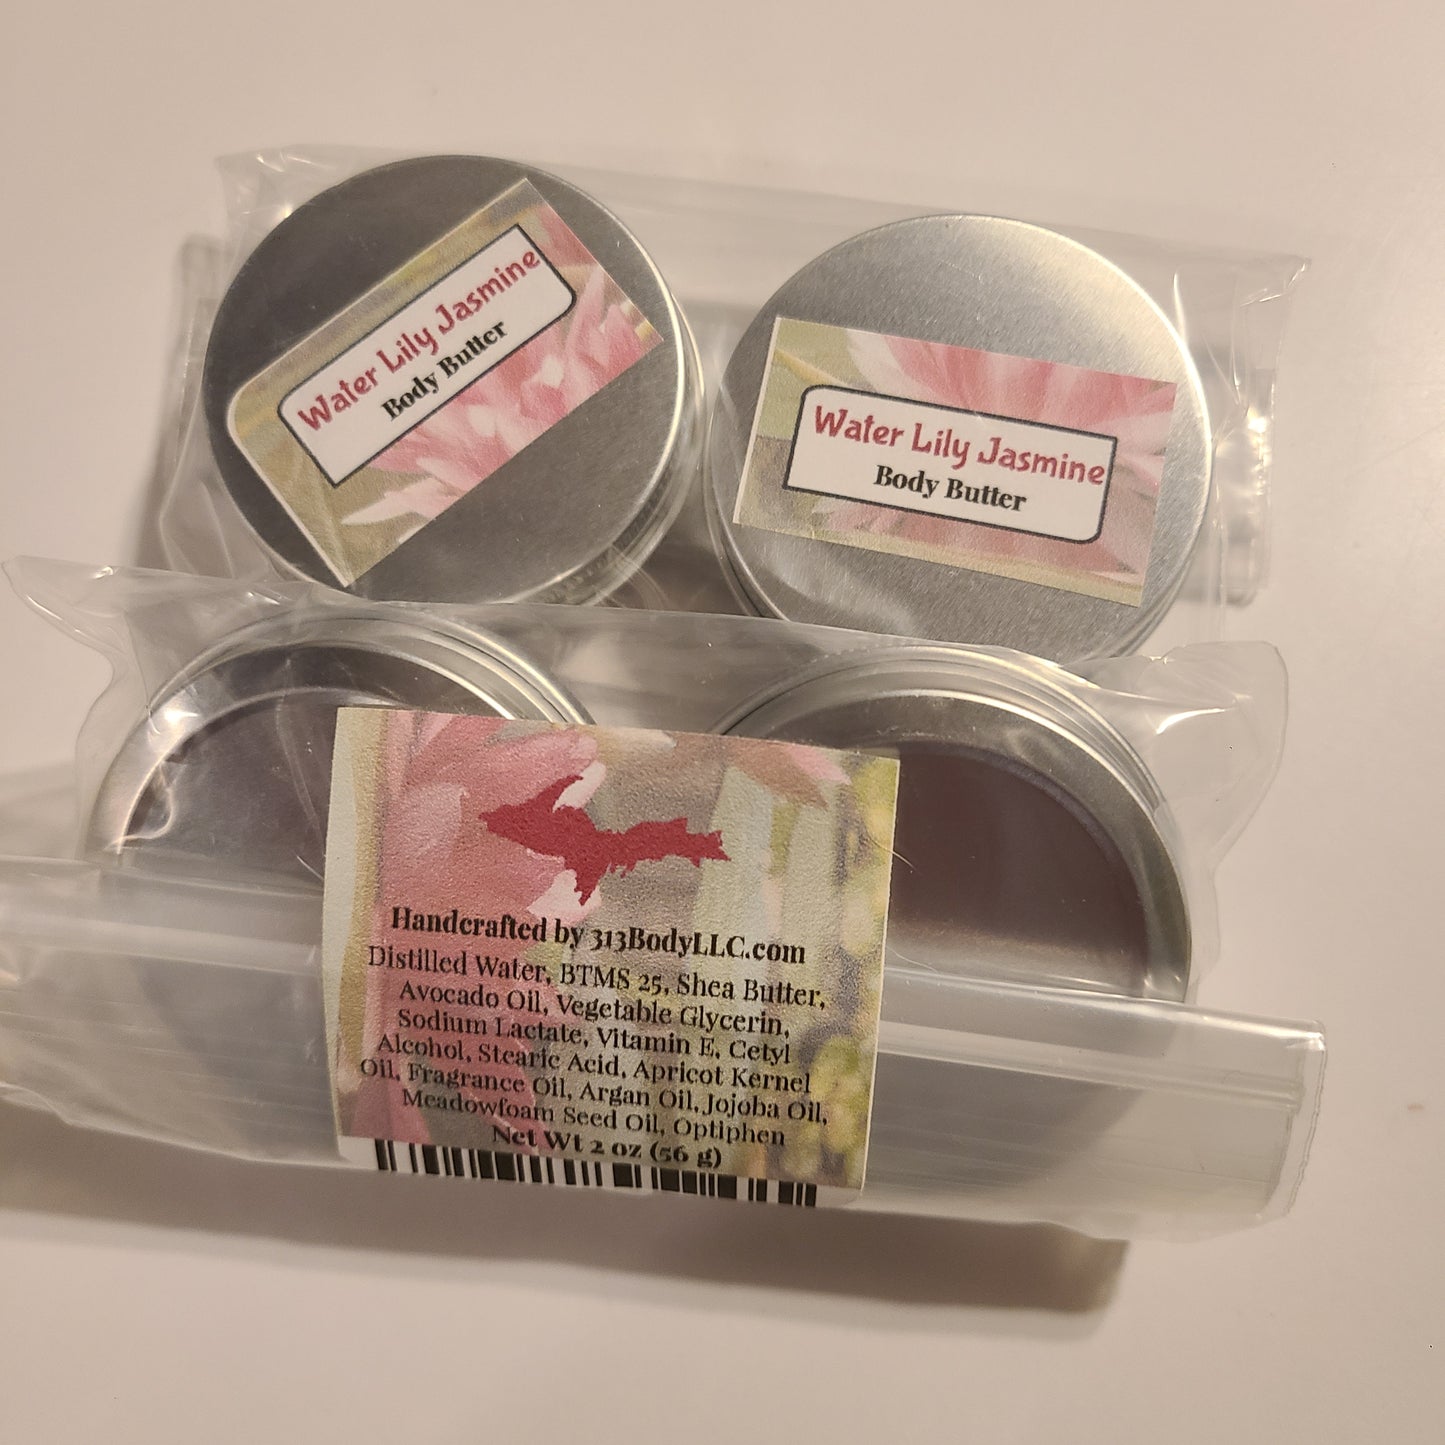 Water Lily Jasmine
Body Butter
Water Lily Jasmine
Body Butter
Handcrafted by 313BodyLLC.com
Distilled Water, BTMS 25, Shea Butter,
Avocado Oil, Vegetable Glycerin,
Sodium Lactate, Vitamin E, Cetyl
Alcohol, Stearic Acid, Apricot Kernel
Oil, Fragrance Oil, Argan Oil, Jojoba Oil,
Meadowfoam Seed Oil, Optiphen
Net Wt 2 oz (56 g)